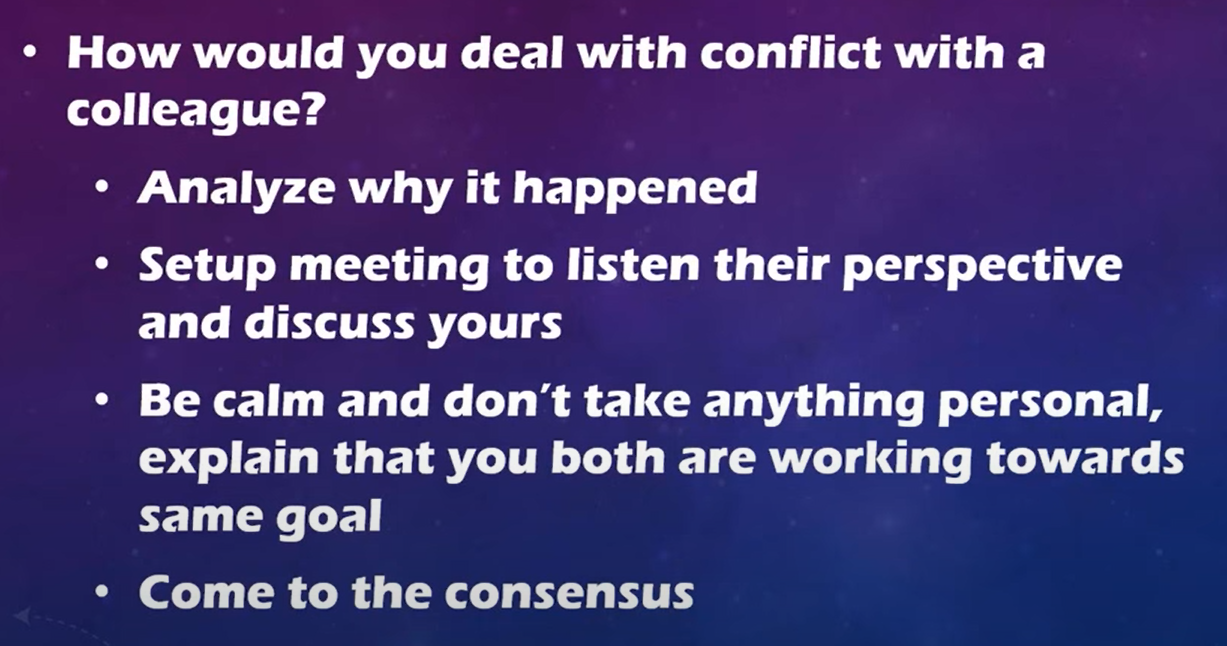 • How would you deal with conflict with a
colleague?
• Analyze why it happened
• Setup meeting to listen their perspective
and discuss yours
• Be calm and don’t take anything personal,
explain that you both are working towards
same goal
• Come to the consensus